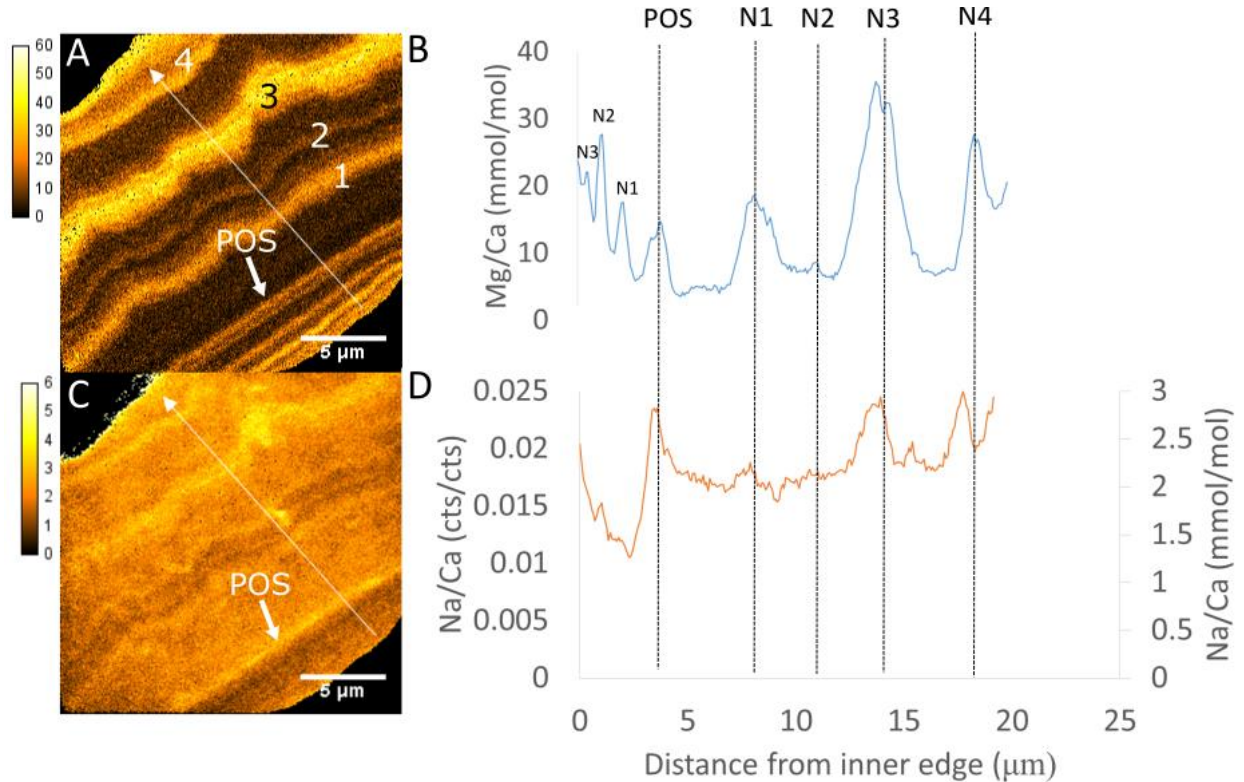 A
60
50
40
30
20
10
0
4
3
2
1
POS
5 µm
B
POS N1 N2 N3 N4
40
30
20
10
0
Mg/Ca (mmol/mol)
N3
N2
N1
C
6
5
4
3
2
1
0
POS
5 µm
D
0.025
0.02
0.015
0.01
0.005
0
Na/Ca (cts/cts)
3
2.5
2
1.5
1
0.5
0
Na/Ca (mmol/mol)
0 5 10 15 20 25
Distance from inner edge (µm)